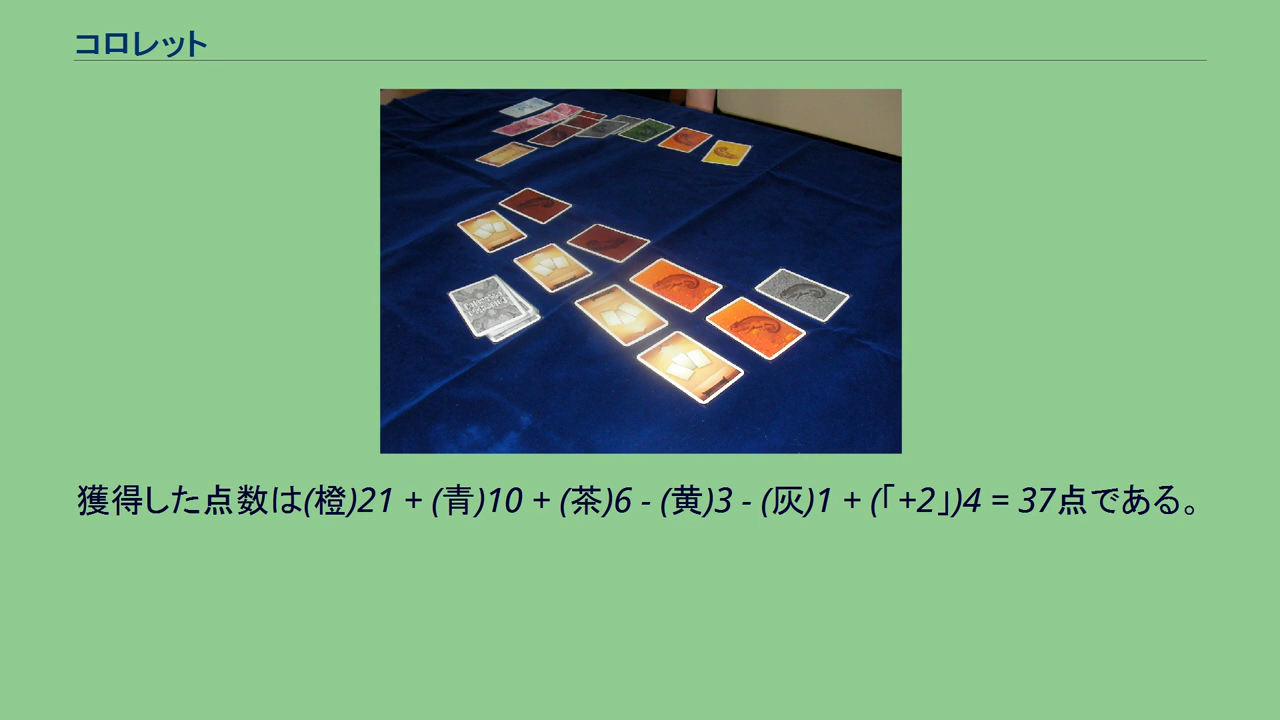 コロレット
獲得した点数は(橙)21 + (青)10 + (茶)6 - (黄)3 - (灰)1 + (「+2」)4 = 37点である。